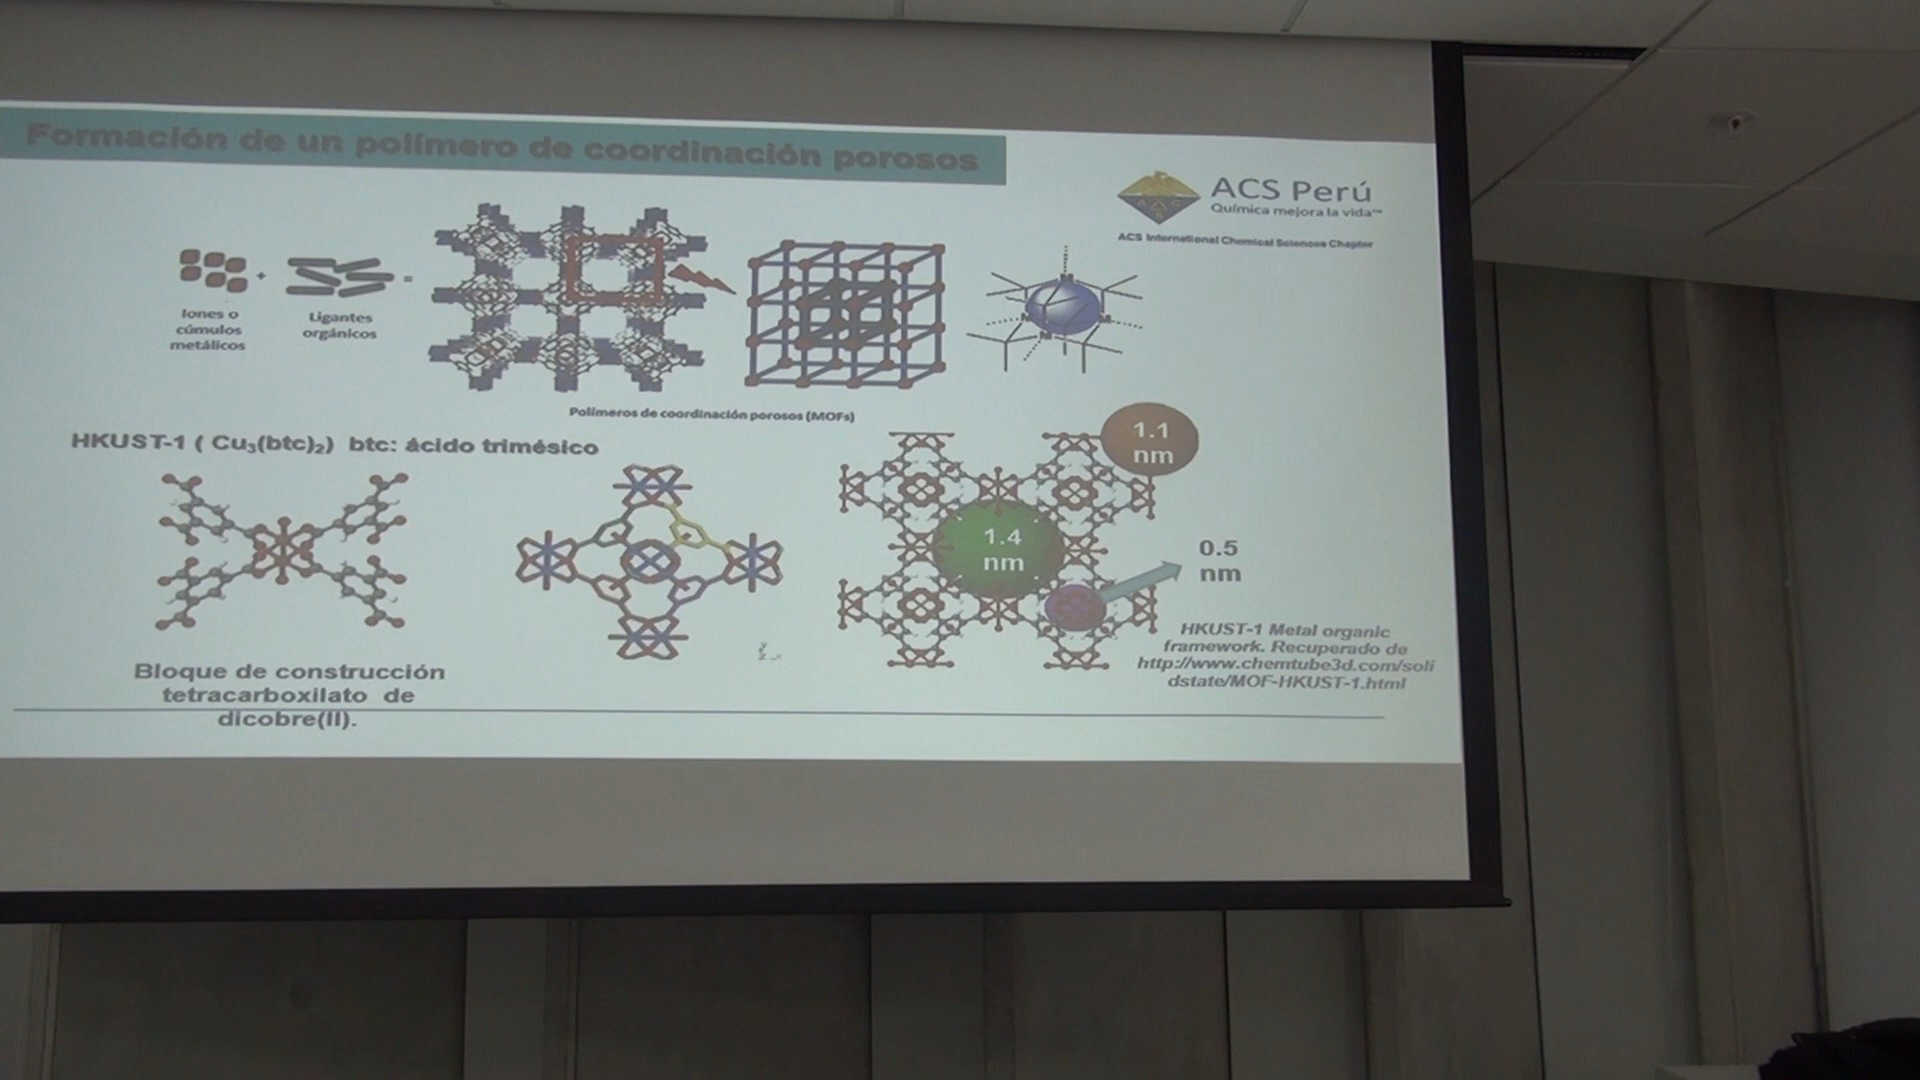 Formación de un polímero de coordinación porosos
ACS Perú
Química mejora la vida™
ACS International Chemical Sciences Chapter
Iones o
cúmulos
metálicos
+
Ligantes
orgánicos
=
Polímeros de coordinación porosos (MOFs)
HKUST-1 ( Cu₃(btc)₂) btc: ácido trimésico
1.1
nm
1.4
nm
0.5
nm
Bloque de construcción
tetracarboxilato de
dicobre(II).
HKUST-1 Metal organic
framework. Recuperado de
http://www.chemtube3d.com/soli
dstate/MOF-HKUST-1.html